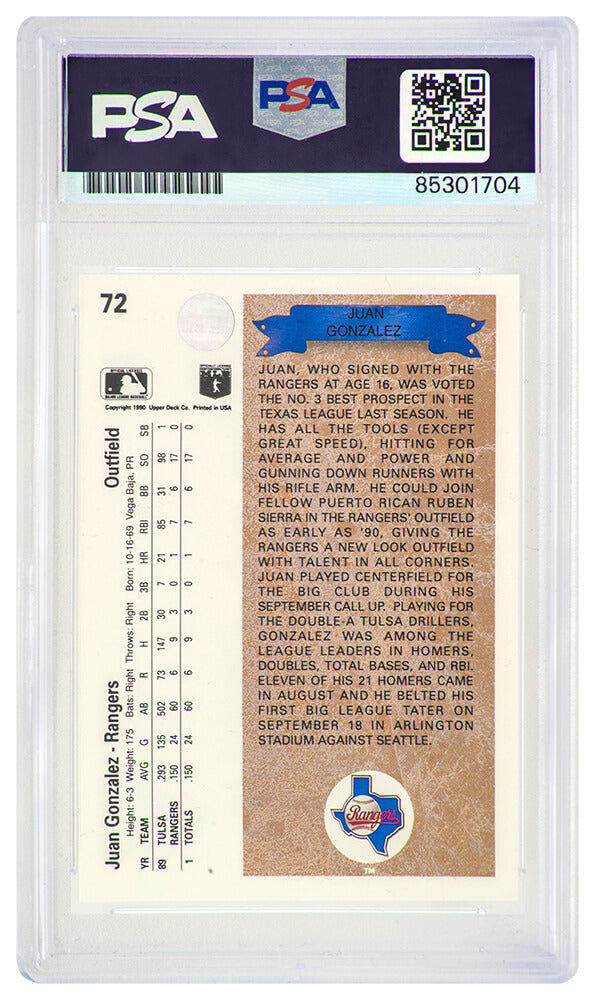 PSA
PSA
85301704
72
OFFICIAL LICENSEE
MAJOR LEAGUE BASEBALL
Copyright 1990 Upper Deck Co. Printed in USA
Juan Gonzalez - Rangers Outfield
Height: 6-3 Weight: 175 Bats: Right Throws: Right Born: 10-16-69 Vega Baja, PR
YR TEAM AVG G AB R H 2B 3B HR RBI BB SO SB
89 TULSA .293 135 502 73 147 30 7 21 85 31 98 1
RANGERS .150 24 60 6 9 3 0 1 7 6 17 0
1 TOTALS .150 24 60 6 9 3 0 1 7 6 17 0
JUAN
GONZALEZ
JUAN, WHO SIGNED WITH THE
RANGERS AT AGE 16, WAS VOTED
THE NO. 3 BEST PROSPECT IN THE
TEXAS LEAGUE LAST SEASON. HE
HAS ALL THE TOOLS (EXCEPT
GREAT SPEED), HITTING FOR
AVERAGE AND POWER AND
GUNNING DOWN RUNNERS WITH
HIS RIFLE ARM. HE COULD JOIN
FELLOW PUERTO RICAN RUBEN
SIERRA IN THE RANGERS' OUTFIELD
AS EARLY AS '90, GIVING THE
RANGERS A NEW LOOK OUTFIELD
WITH TALENT IN ALL CORNERS.
JUAN PLAYED CENTERFIELD FOR
THE BIG CLUB DURING HIS
SEPTEMBER CALL UP. PLAYING FOR
THE DOUBLE-A TULSA DRILLERS,
GONZALEZ WAS AMONG THE
LEAGUE LEADERS IN HOMERS,
DOUBLES, TOTAL BASES, AND RBI.
ELEVEN OF HIS 21 HOMERS CAME
IN AUGUST AND HE BELTED HIS
FIRST BIG LEAGUE TATER ON
SEPTEMBER 18 IN ARLINGTON
STADIUM AGAINST SEATTLE.
Rangers
TM